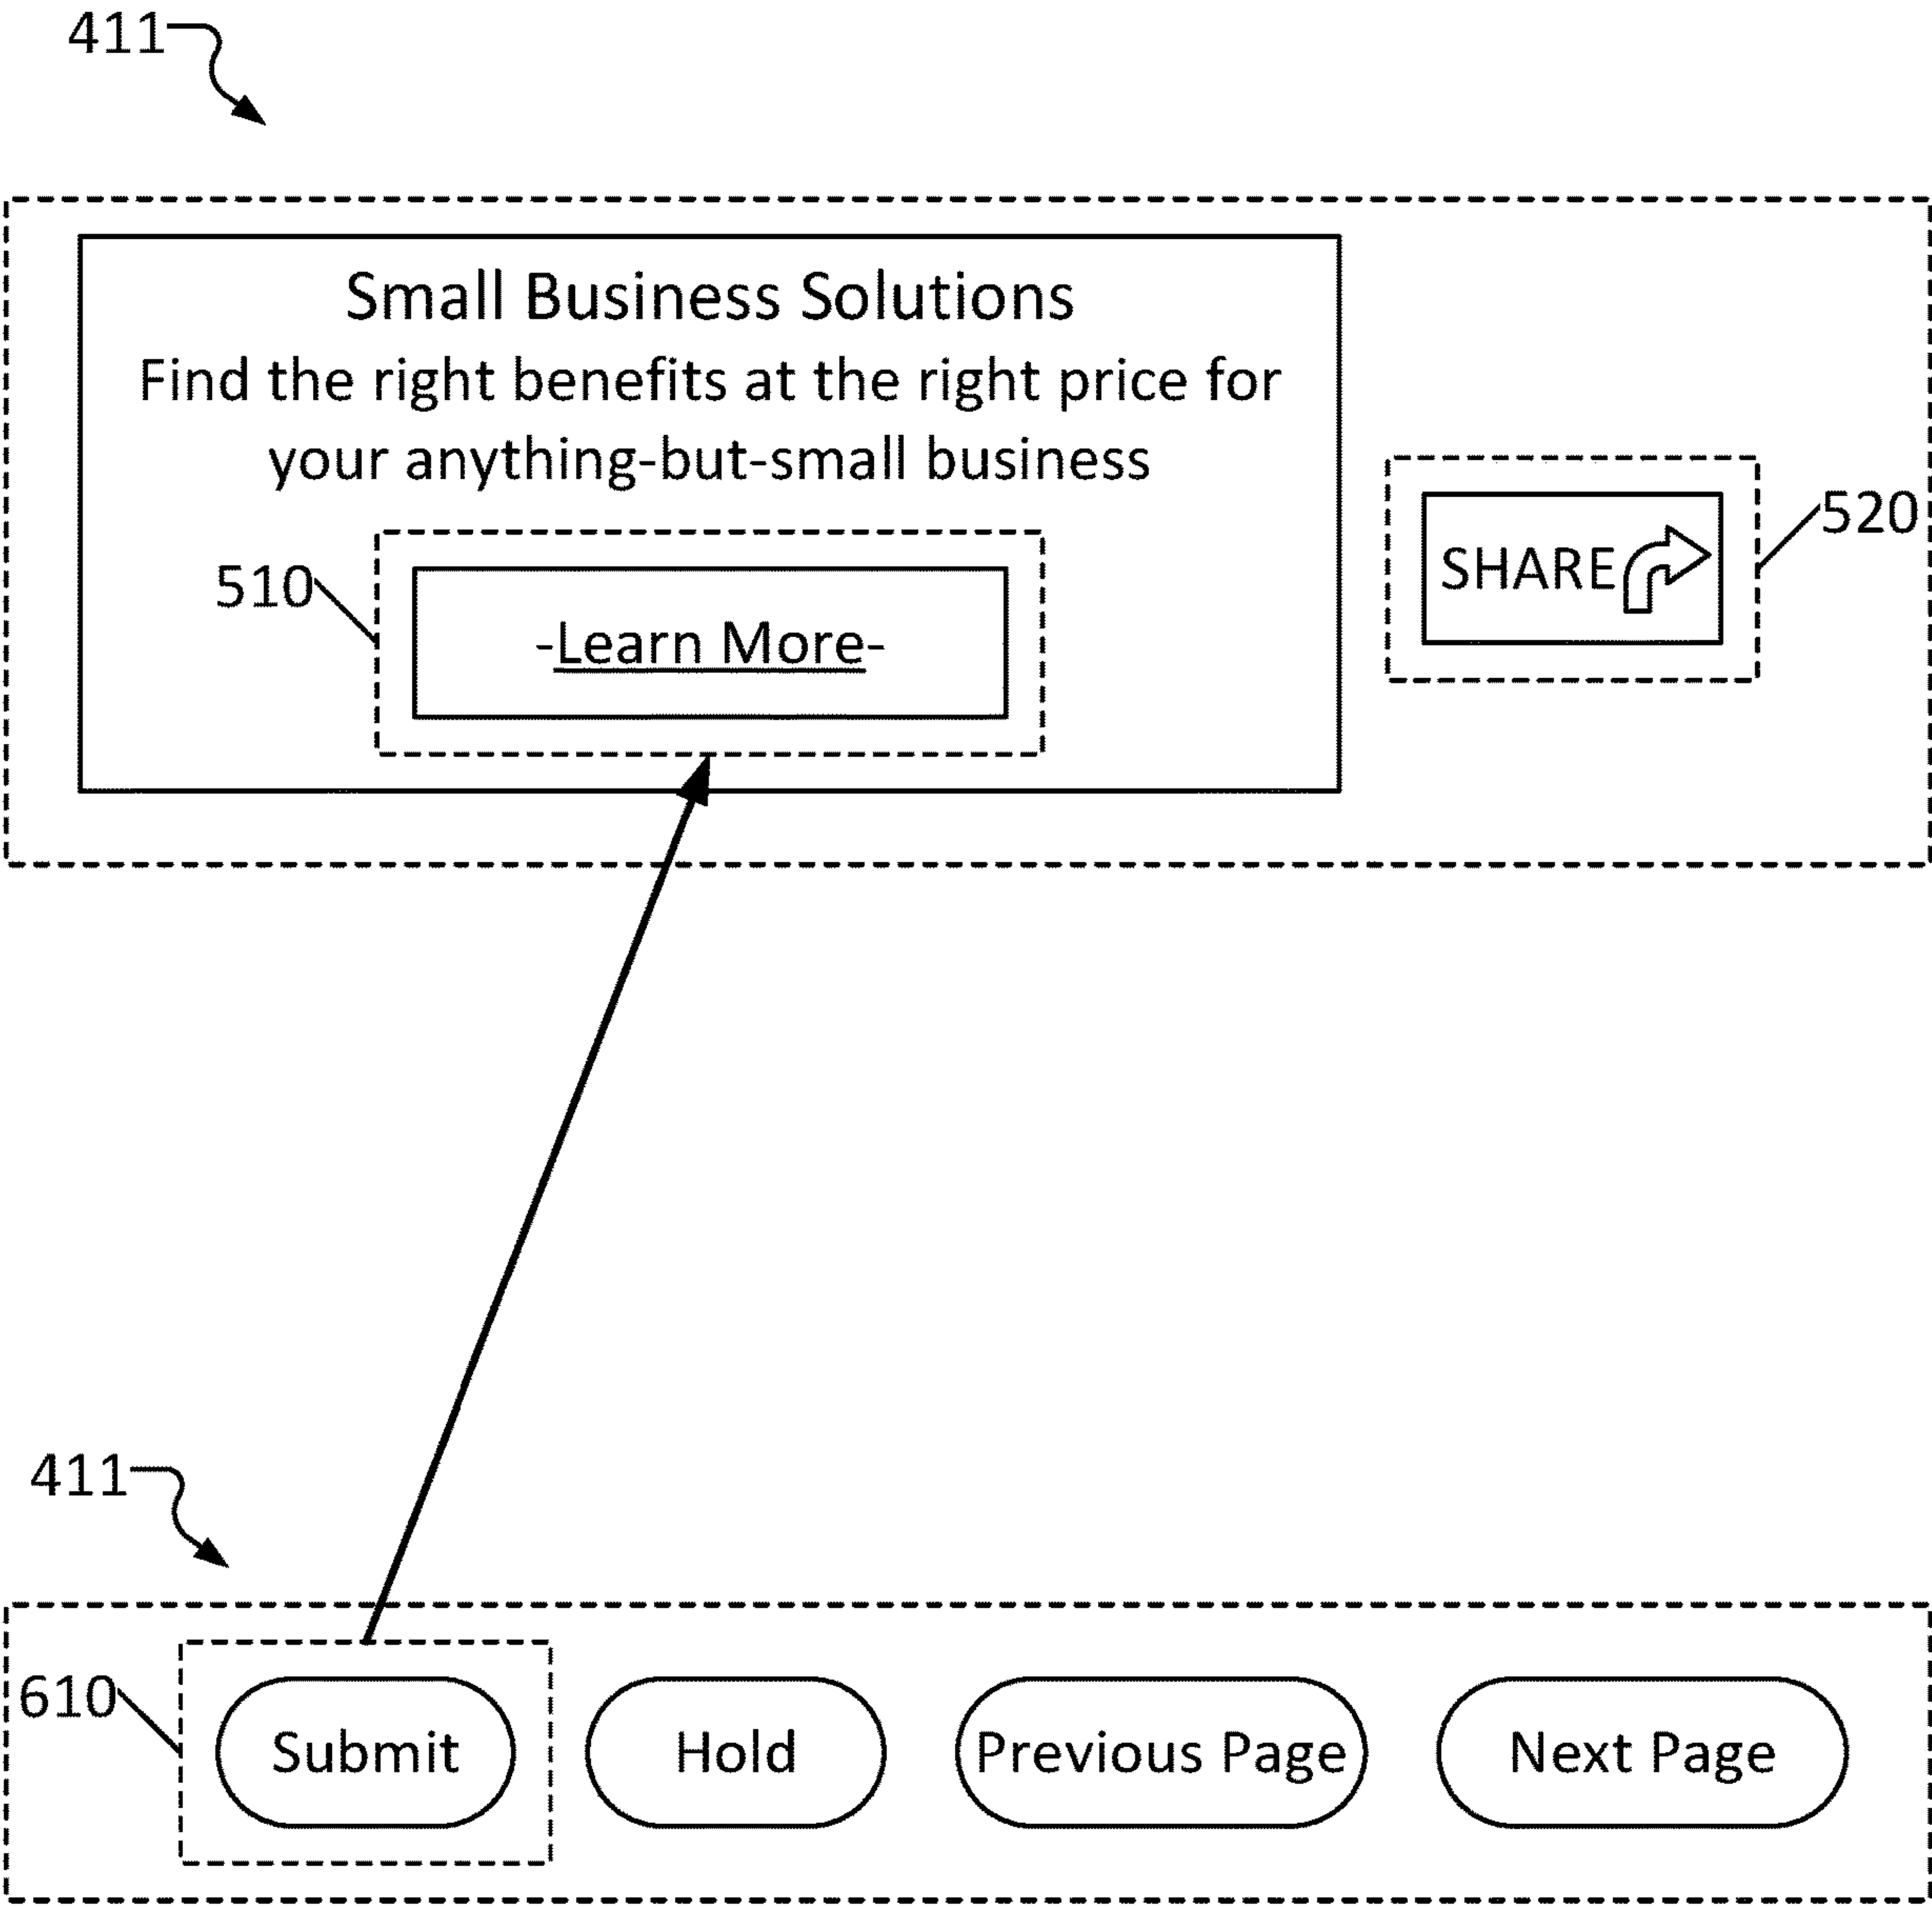 411
Small Business Solutions
Find the right benefits at the right price for
your anything-but-small business
510
-Learn More-
SHARE
520
411
610
Submit
Hold
Previous Page
Next Page